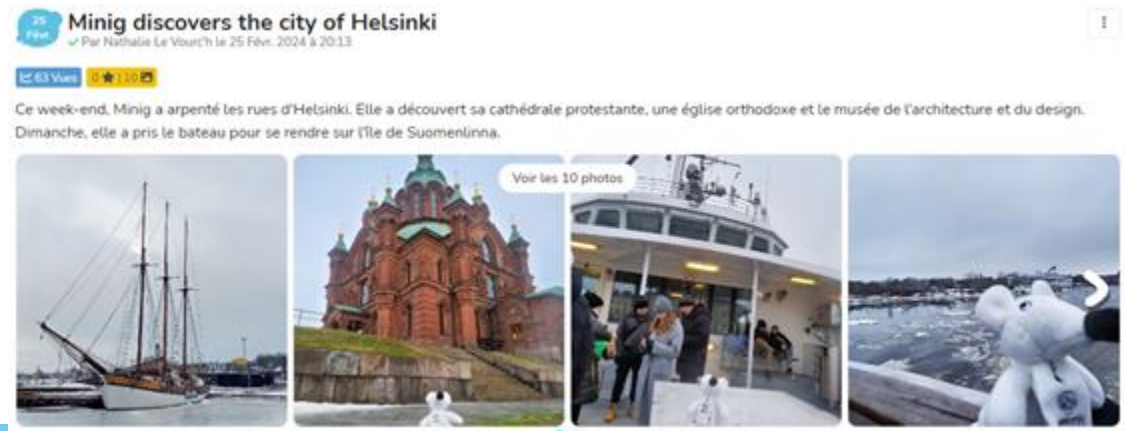 25
Févr.
Minig discovers the city of Helsinki
Par Nathalie Le Vourc'h le 25 Févr. 2024 à 20:13
63 Vues
0 | 10
Ce week-end, Minig a arpenté les rues d'Helsinki. Elle a découvert sa cathédrale protestante, une église orthodoxe et le musée de l'architecture et du design.
Dimanche, elle a pris le bateau pour se rendre sur l'île de Suomenlinna.
Voir les 10 photos